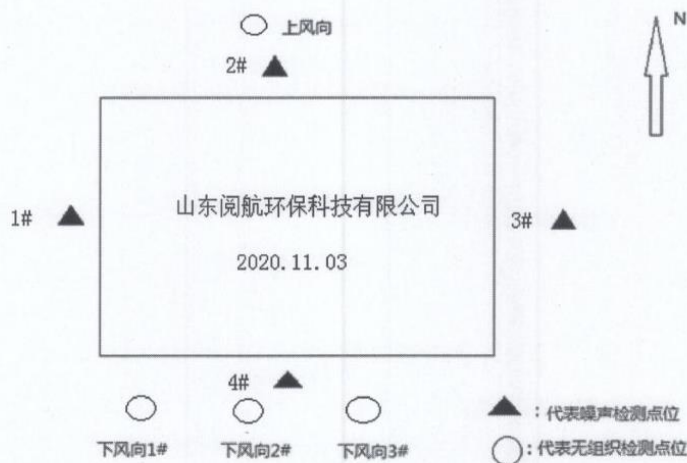 上风向
N
2#
山东阅航环保科技有限公司
1#
3#
2020.11.03
4#
：代表噪声检测点位
下风向1#
下风向2#
下风向3#
：代表无组织检测点位